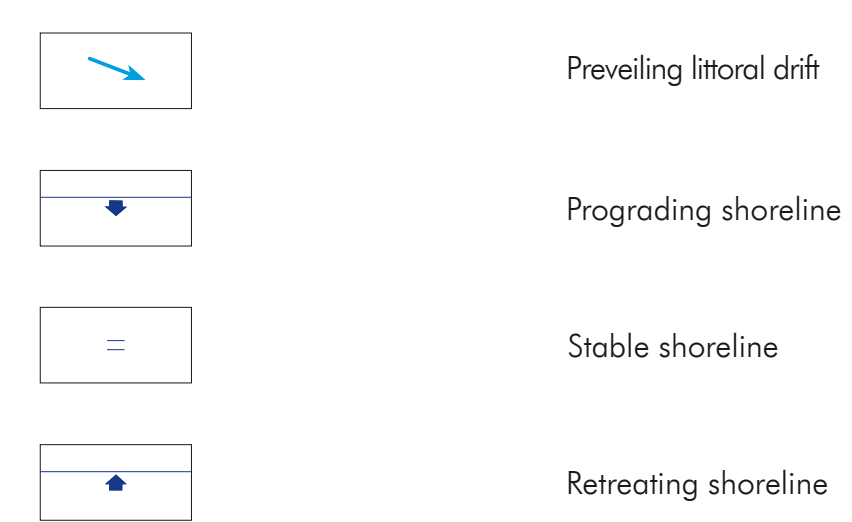 Preveiling littoral drift
Prograding shoreline
Stable shoreline
Retreating shoreline